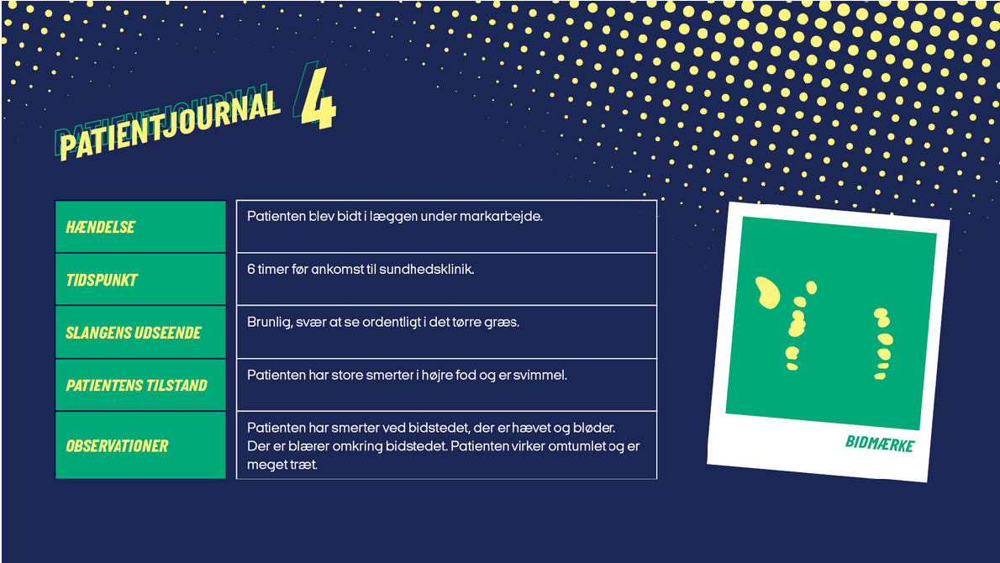 PATIENTJOURNAL 4
HÆNDELSE
Patienten blev bidt i læggen under markarbejde.
TIDSPUNKT
6 timer før ankomst til sundhedsklinik.
SLANGENS UDSEENDE
Brunlig, svær at se ordentligt i det tørre græs.
PATIENTENS TILSTAND
Patienten har store smerter i højre fod og er svimmel.
OBSERVATIONER
Patienten har smerter ved bidstedet, der er hævet og bløder.
Der er blærer omkring bidstedet. Patienten virker omtumlet og er
meget træt.
BIDMÆRKE